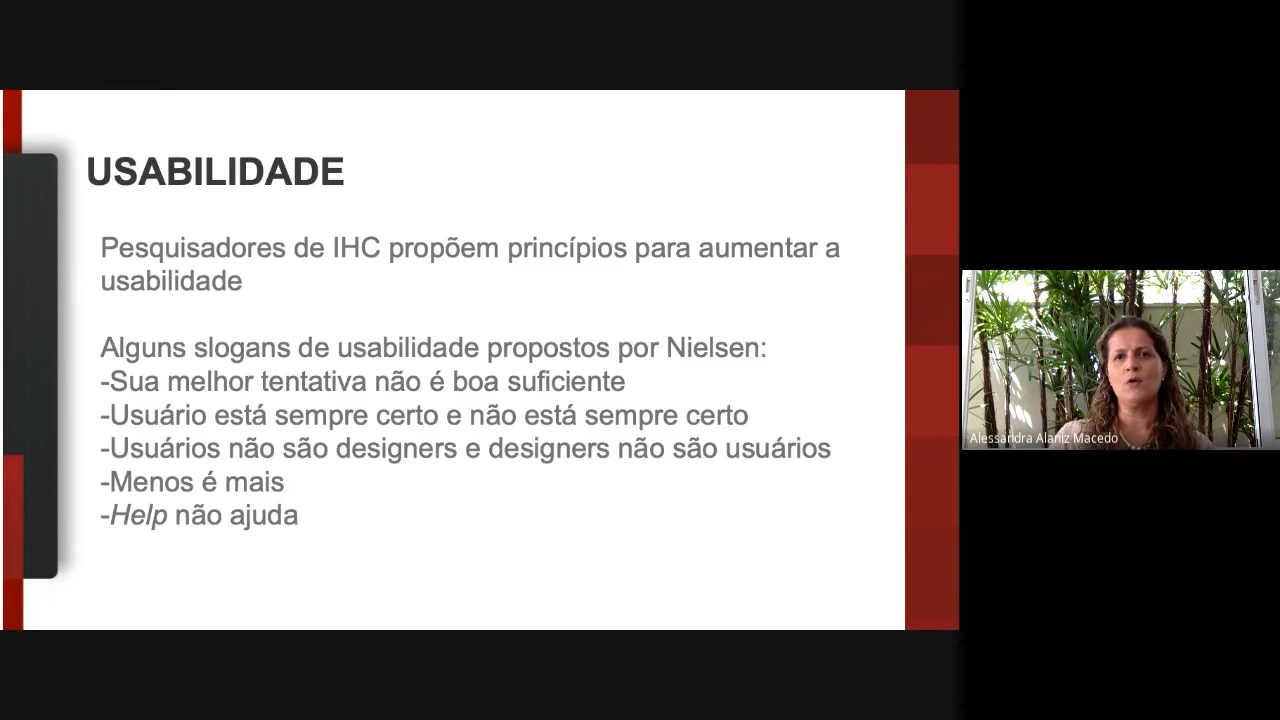 USABILIDADE
Pesquisadores de IHC propõem princípios para aumentar a
usabilidade
Alguns slogans de usabilidade propostos por Nielsen:
-Sua melhor tentativa não é boa suficiente
-Usuário está sempre certo e não está sempre certo
-Usuários não são designers e designers não são usuários
-Menos é mais
-Help não ajuda
Alessandra Alaniz Macedo